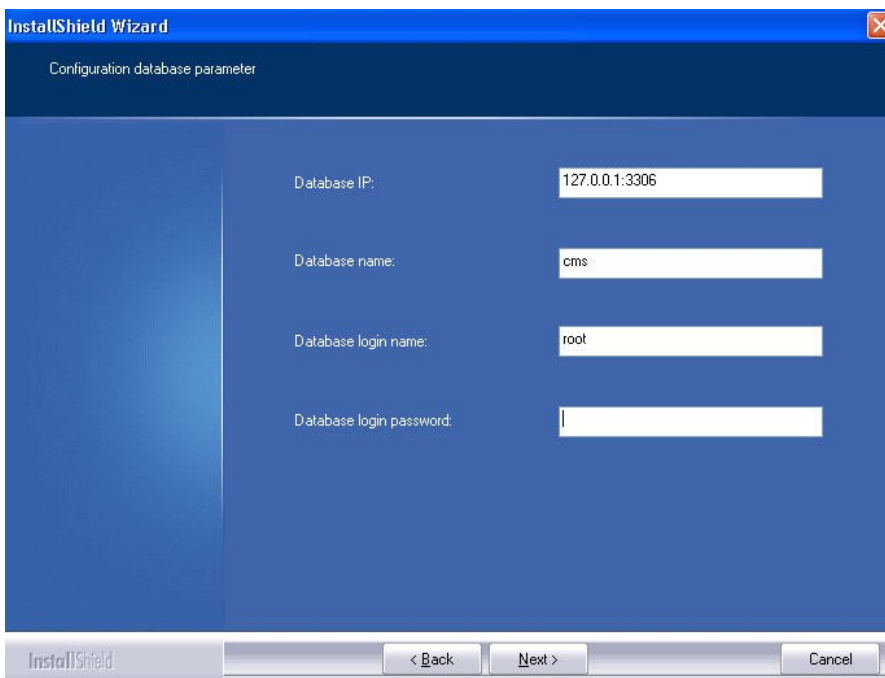 InstallShield Wizard
Configuration database parameter
Database IP: 127.0.0.1:3306
Database name: cms
Database login name: root
Database login password:
InstallShield
< Back Next > Cancel